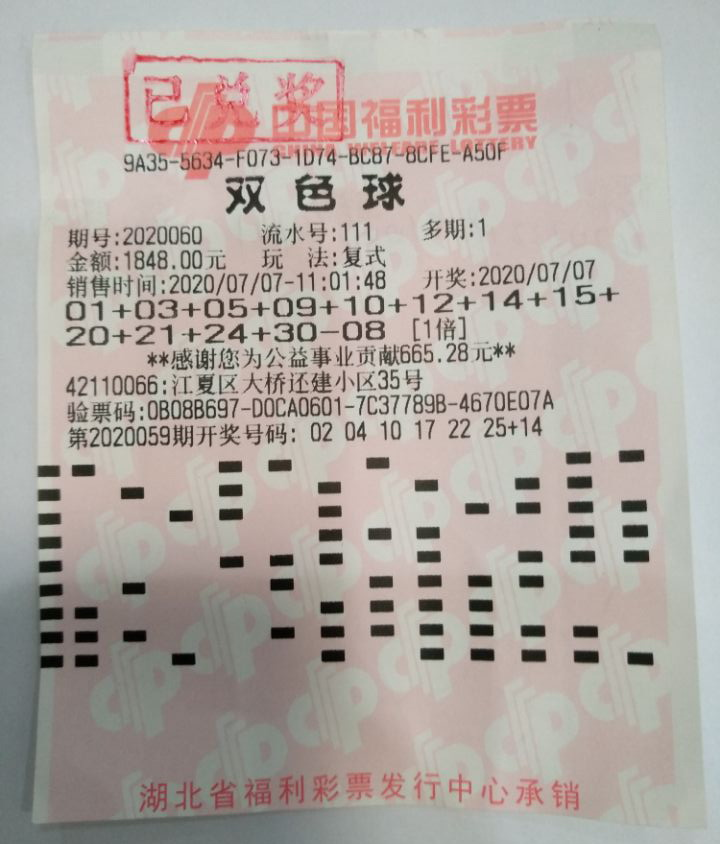 已兑奖
中国福利彩票
CHINA WELFARE LOTTERY
9A35-5634-F073-1D74-BC87-8CFE-A50F
双色球
期号:2020060 流水号:111 多期:1
金额:1848.00元 玩 法:复式
销售时间:2020/07/07-11:01:48 开奖:2020/07/07
01+03+05+09+10+12+14+15+
20+21+24+30-08 [1倍]
**感谢您为公益事业贡献665.28元**
42110066:江夏区大桥还建小区35号
验票码:0B08B697-D0CA0601-7C37789B-4670E07A
第2020059期开奖号码: 02 04 10 17 22 25+14
湖北省福利彩票发行中心承销